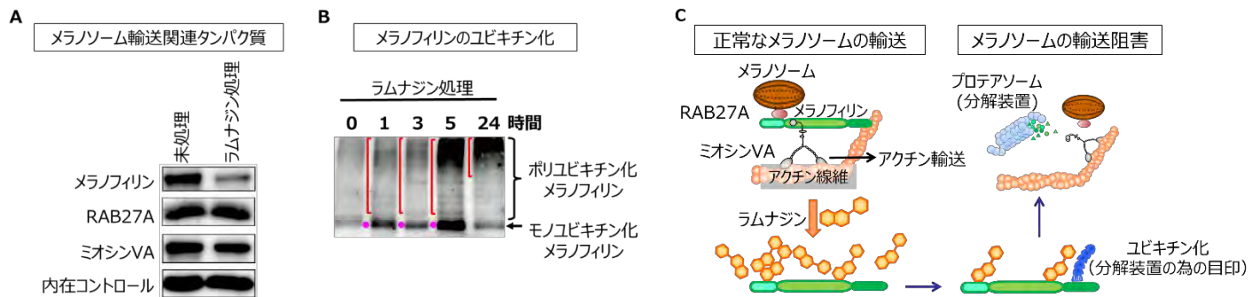 A
メラノソーム輸送関連タンパク質
未処理
ラムナジン処理
メラノフィリン
RAB27A
ミオシンVA
内在コントロール
B
メラノフィリンのユビキチン化
ラムナジン処理
0 1 3 5 24 時間
ポリユビキチン化
メラノフィリン
モノユビキチン化
メラノフィリン
C
正常なメラノソームの輸送
メラノソーム
RAB27A
メラノフィリン
ミオシンVA
アクチン輸送
アクチン線維
ラムナジン
メラノソームの輸送阻害
プロテアソーム
(分解装置)
ユビキチン化
(分解装置の為の目印)